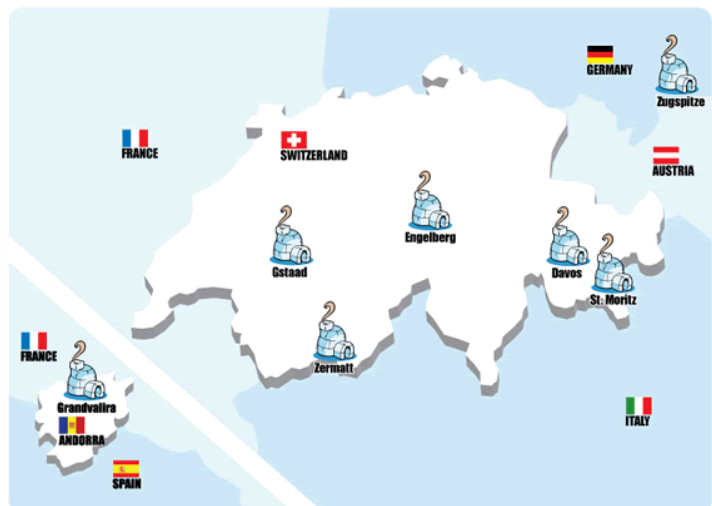 GERMANY
Zugspitze
FRANCE
SWITZERLAND
AUSTRIA
Engelberg
Gstaad
Davos
St. Moritz
Zermatt
FRANCE
Grandvalira
ITALY
ANDORRA
SPAIN